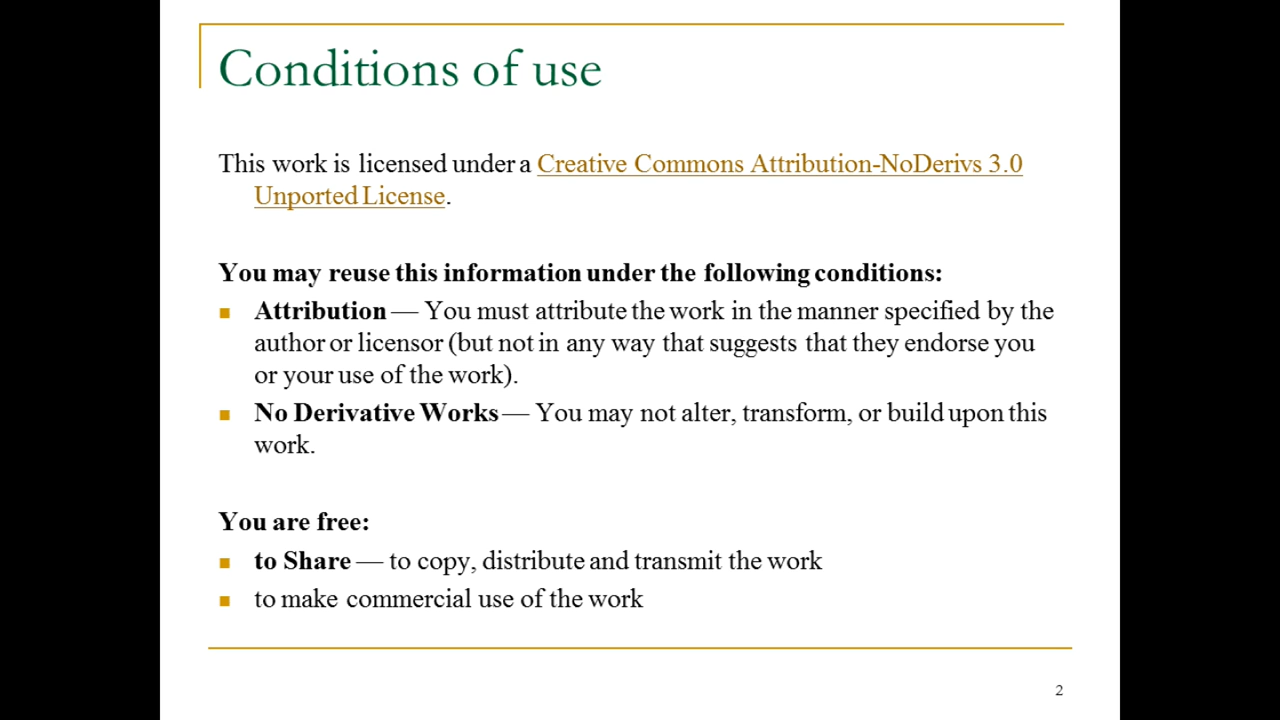 Conditions of use
This work is licensed under a Creative Commons Attribution-NoDerivs 3.0
Unported License.
You may reuse this information under the following conditions:
Attribution — You must attribute the work in the manner specified by the
author or licensor (but not in any way that suggests that they endorse you
or your use of the work).
No Derivative Works — You may not alter, transform, or build upon this
work.
You are free:
to Share — to copy, distribute and transmit the work
to make commercial use of the work
2